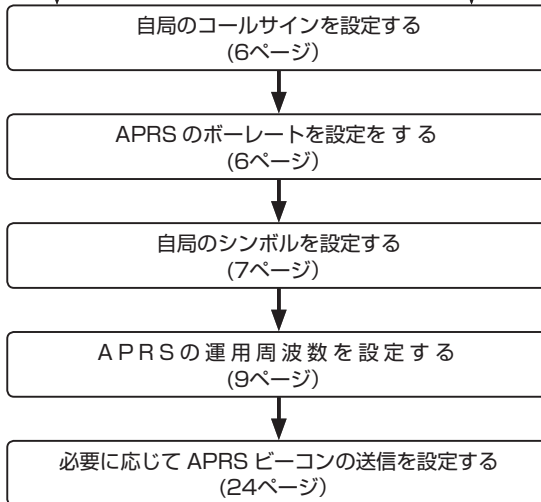 自局のコールサインを設定する
(6ページ)
APRS のボーレートを設定を する
(6ページ)
自局のシンボルを設定する
(7ページ)
APRSの運用周波数を設定する
(9ページ)
必要に応じて APRS ビーコンの送信を設定する
(24ページ)